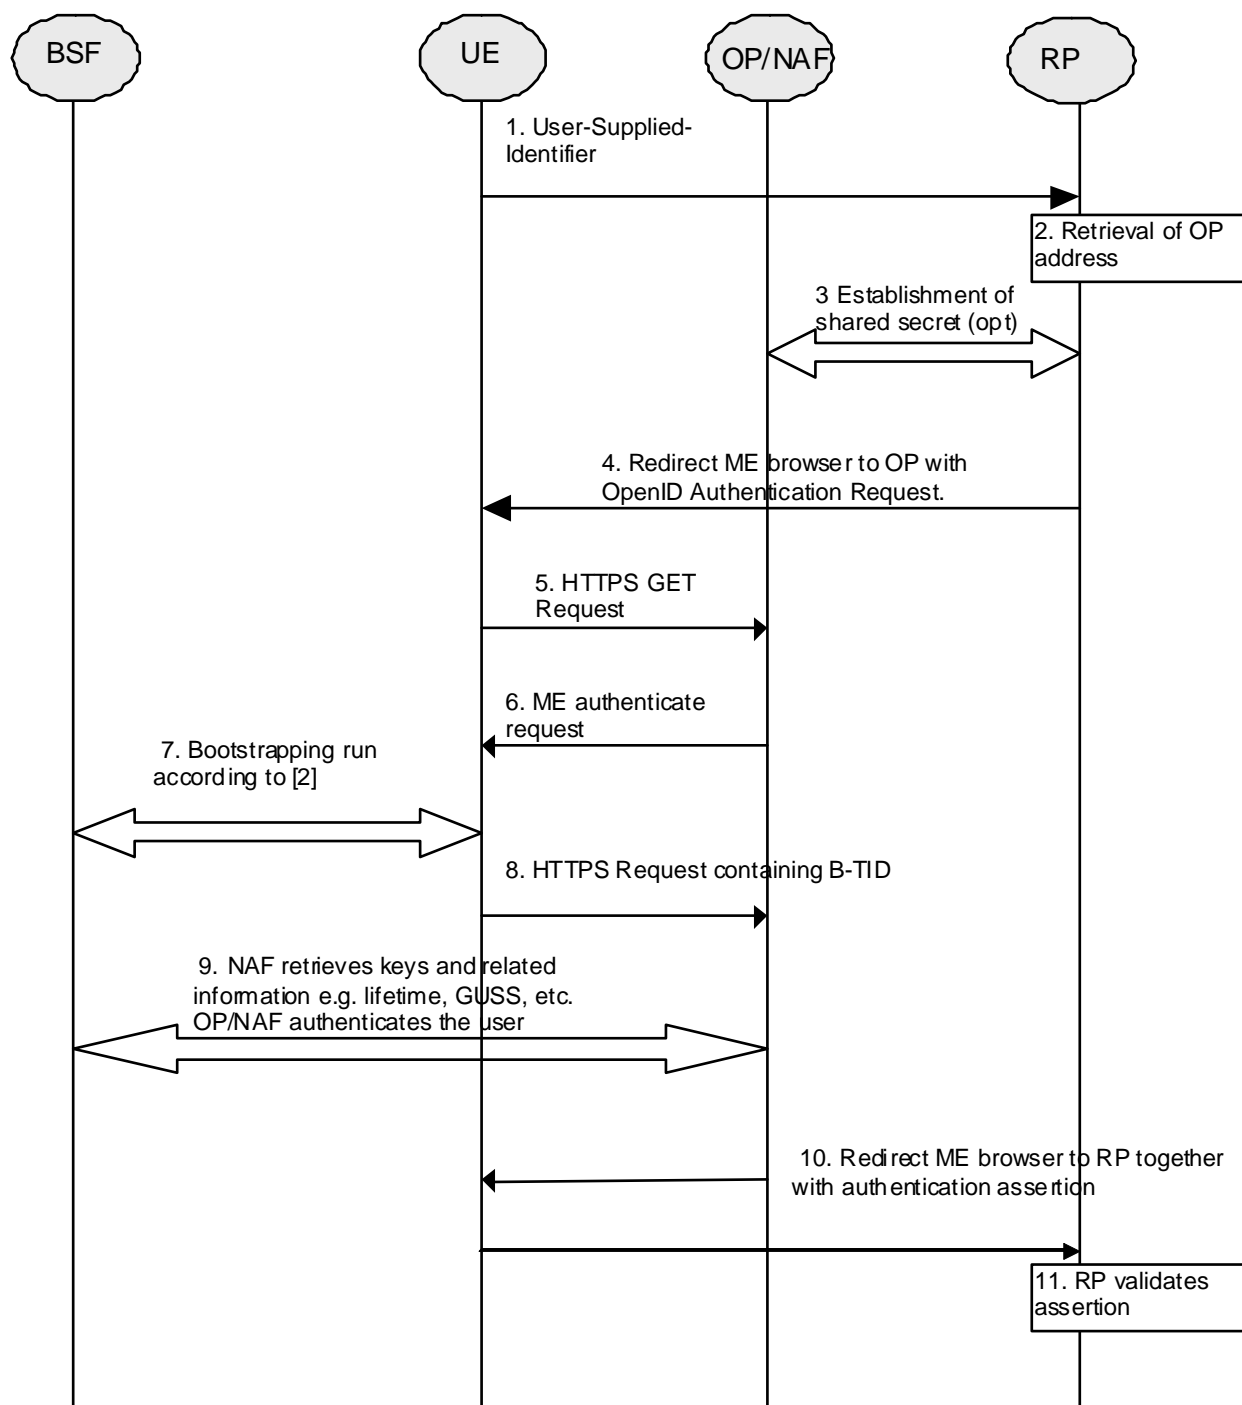 BSF
UE
OP/NAF
RP
1. User-Supplied-
Identifier
2. Retrieval of OP
address
3 Establishment of
shared secret (opt)
4. Redirect ME browser to OP with
OpenID Authentication Request.
5. HTTPS GET
Request
6. ME authenticate
request
7. Bootstrapping run
according to [2]
8. HTTPS Request containing B-TID
9. NAF retrieves keys and related
information e.g. lifetime, GUSS, etc.
OP/NAF authenticates the user
10. Redirect ME browser to RP together
with authentication assertion
11. RP validates
assertion